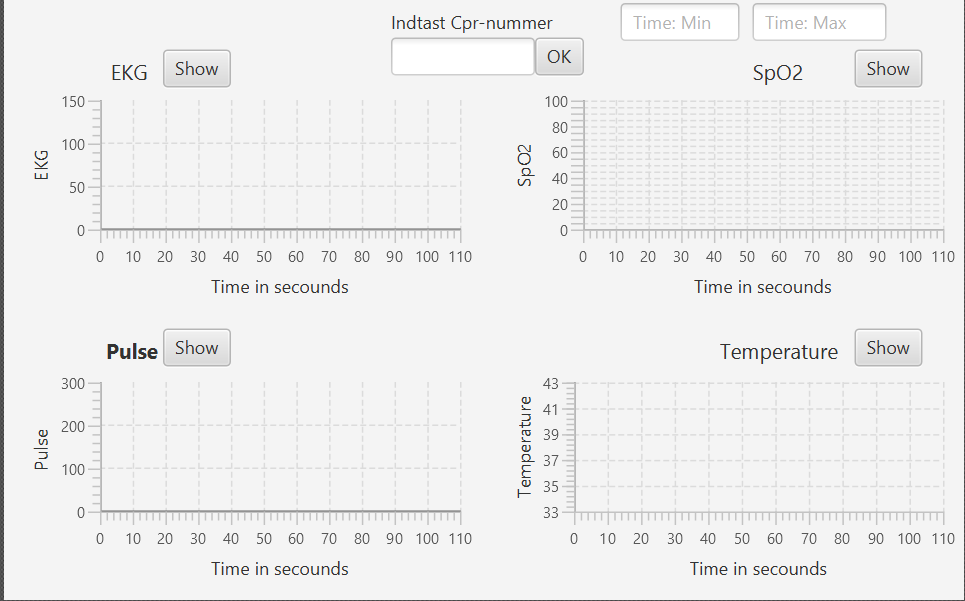 Indtast Cpr-nummer
Time: Min
Time: Max
OK
EKG
Show
SpO2
Show
150
100
50
0
EKG
0 10 20 30 40 50 60 70 80 90 100 110
Time in secounds
100
80
60
40
20
0
SpO2
0 10 20 30 40 50 60 70 80 90 100 110
Time in secounds
Pulse
Show
Temperature
Show
300
200
100
0
Pulse
0 10 20 30 40 50 60 70 80 90 100 110
Time in secounds
43
41
39
37
35
33
Temperature
0 10 20 30 40 50 60 70 80 90 100 110
Time in secounds